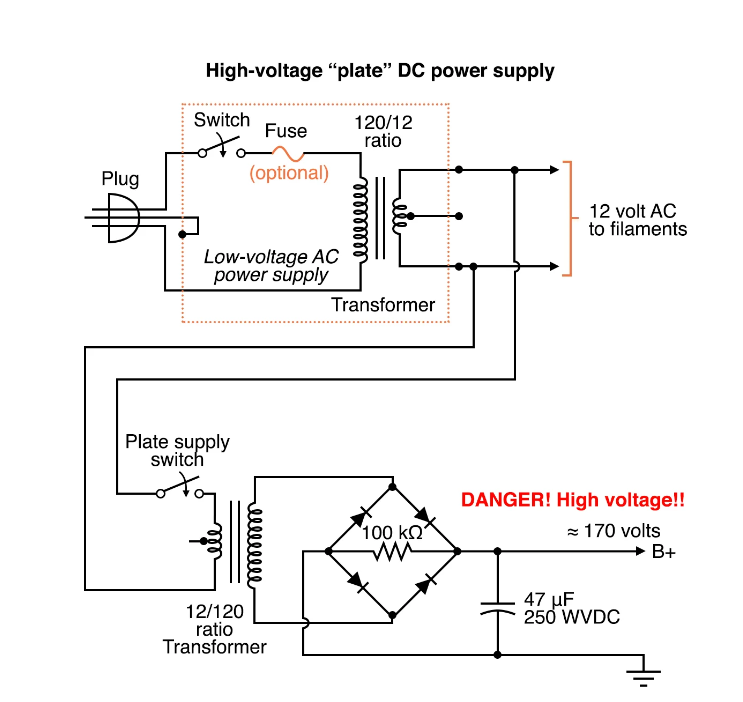 High-voltage “plate” DC power supply
Switch
Fuse
(optional)
120/12
ratio
Plug
12 volt AC
to filaments
Low-voltage AC
power supply
Transformer
Plate supply
switch
DANGER! High voltage!!
100 kΩ
≈ 170 volts
B+
47 µF
250 WVDC
12/120
ratio
Transformer